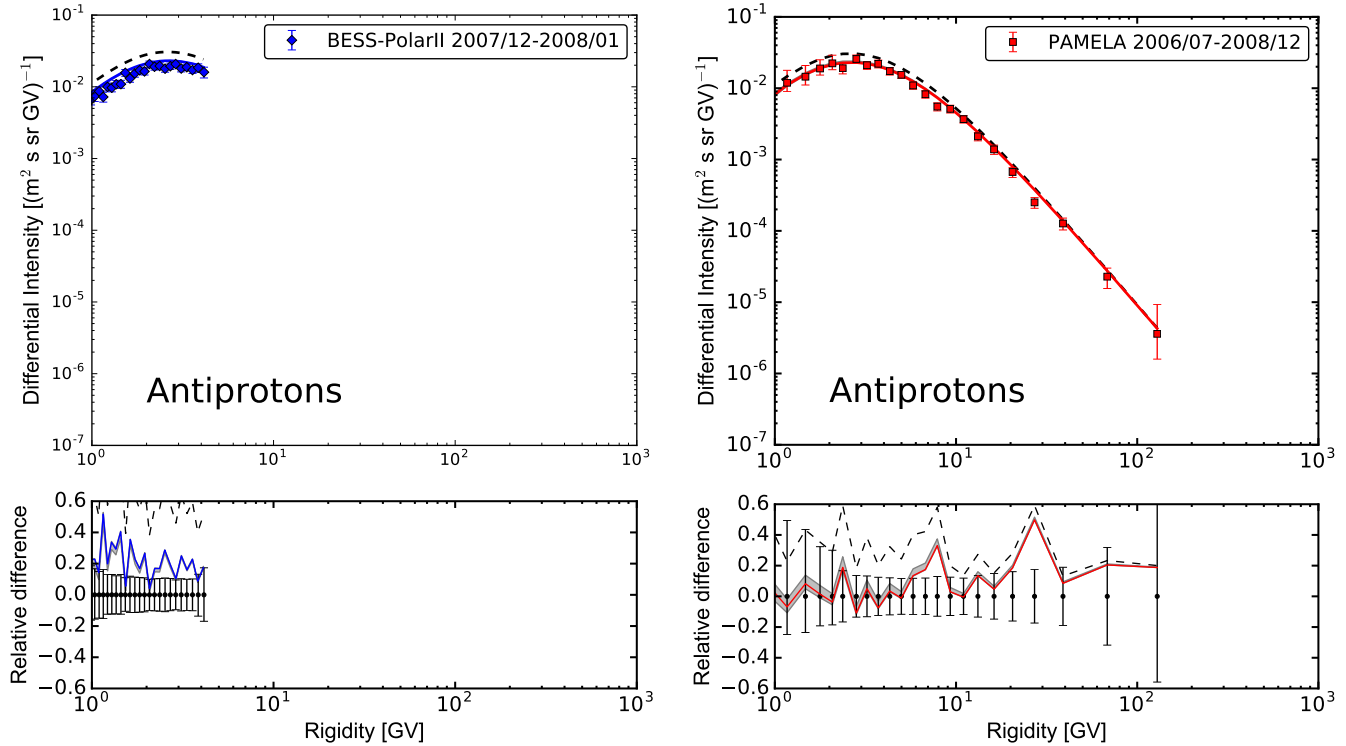 BESS-PolarII 2007/12-2008/01
Differential Intensity [(m² s sr GV)⁻¹]
10⁻¹
10⁻²
10⁻³
10⁻⁴
10⁻⁵
10⁻⁶
10⁻⁷
Antiprotons
10⁰ 10¹ 10² 10³
Relative difference
0.6
0.4
0.2
0.0
−0.2
−0.4
−0.6
10⁰ 10¹ 10² 10³
Rigidity [GV]
PAMELA 2006/07-2008/12
Differential Intensity [(m² s sr GV)⁻¹]
10⁻¹
10⁻²
10⁻³
10⁻⁴
10⁻⁵
10⁻⁶
10⁻⁷
Antiprotons
10⁰ 10¹ 10² 10³
Relative difference
0.6
0.4
0.2
0.0
−0.2
−0.4
−0.6
10⁰ 10¹ 10² 10³
Rigidity [GV]